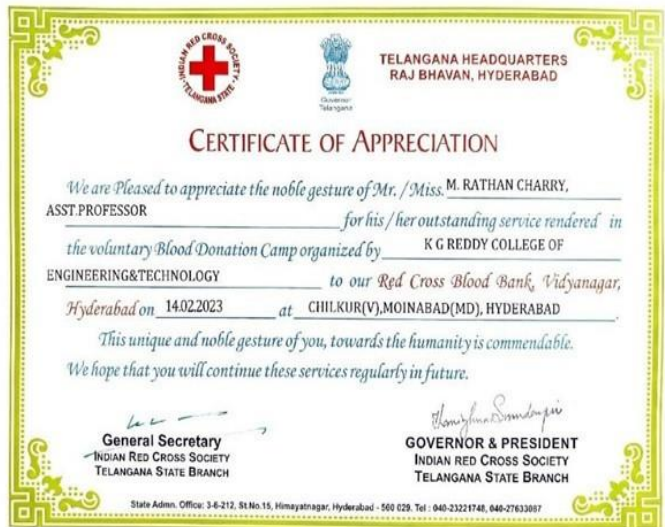 INDIAN RED CROSS SOCIETY
TELANGANA STATE
Governor
Telangana
TELANGANA HEADQUARTERS
RAJ BHAVAN, HYDERABAD
CERTIFICATE OF APPRECIATION
We are Pleased to appreciate the noble gesture of Mr. / Miss. M. RATHAN CHARRY,
ASST.PROFESSOR for his / her outstanding service rendered in
the voluntary Blood Donation Camp organized by K G REDDY COLLEGE OF
ENGINEERING&TECHNOLOGY to our Red Cross Blood Bank, Vidyanagar,
Hyderabad on 14.02.2023 at CHILKUR(V),MOINABAD(MD), HYDERABAD.
This unique and noble gesture of you, towards the humanity is commendable.
We hope that you will continue these services regularly in future.
General Secretary
INDIAN RED CROSS SOCIETY
TELANGANA STATE BRANCH
GOVERNOR & PRESIDENT
INDIAN RED CROSS SOCIETY
TELANGANA STATE BRANCH
State Admn. Office: 3-6-212, St.No.15, Himayatnagar, Hyderabad - 500 029. Tel : 040-23221748, 040-27633087